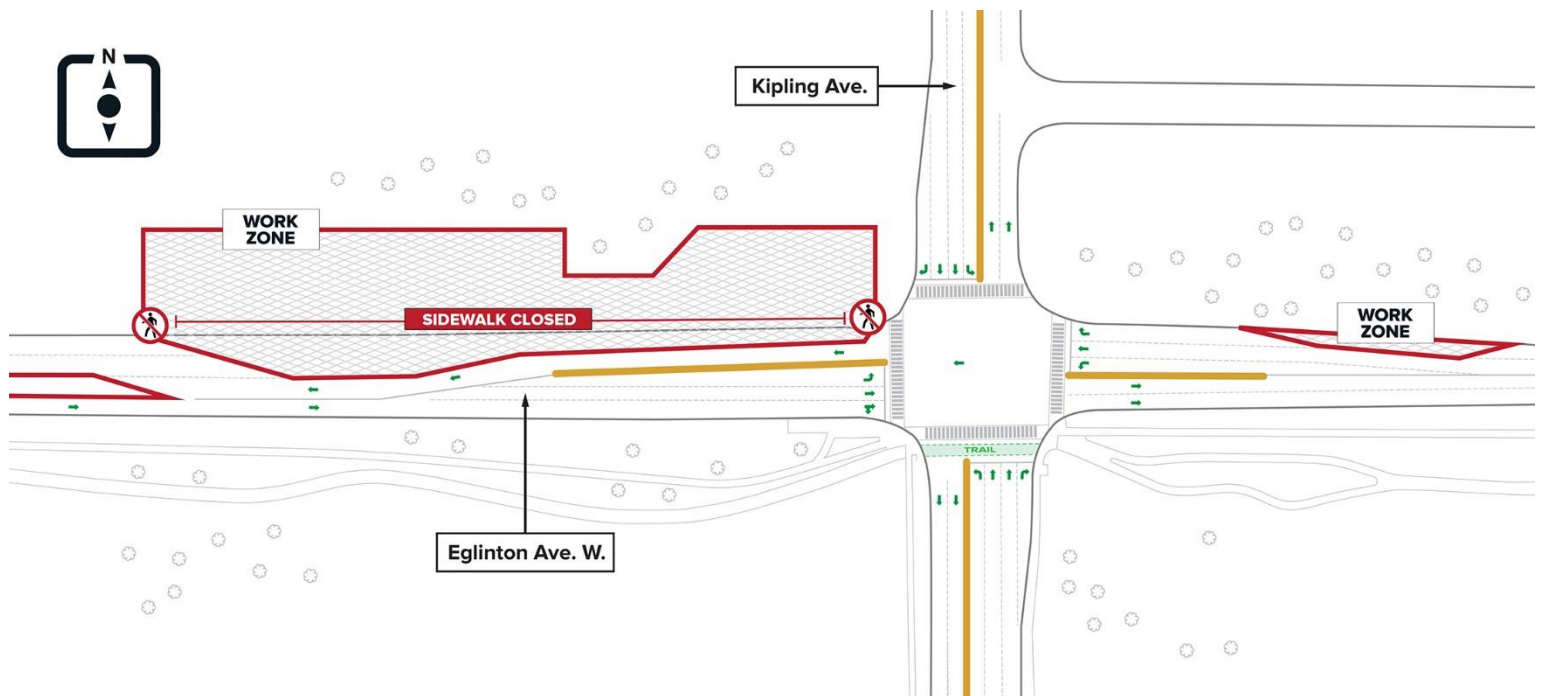 N
Kipling Ave.
WORK
ZONE
SIDEWALK CLOSED
WORK
ZONE
TRAIL
Eglinton Ave. W.